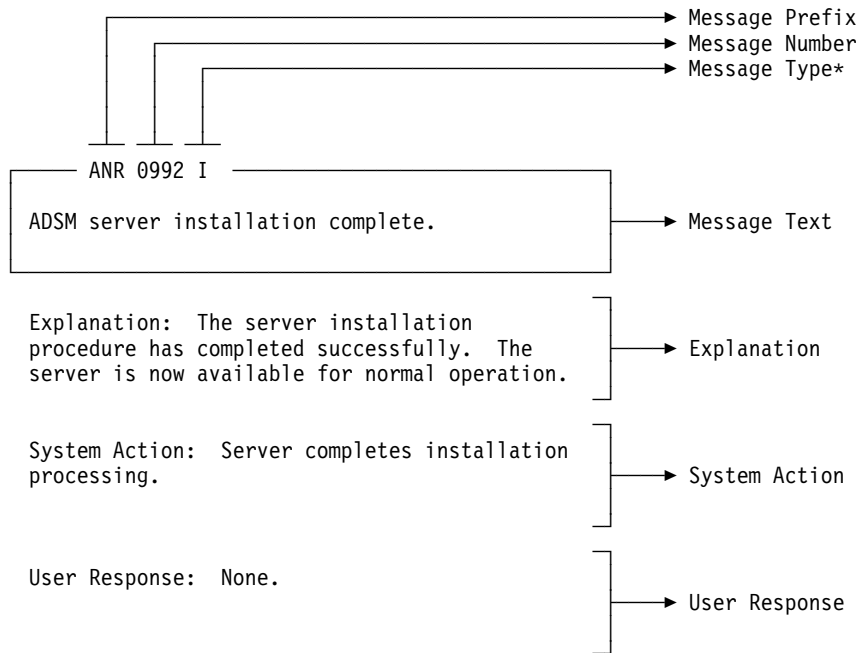 Message Prefix
Message Number
Message Type*
ANR 0992 I
ADSM server installation complete.
Message Text
Explanation:  The server installation
procedure has completed successfully.  The
server is now available for normal operation.
Explanation
System Action:  Server completes installation
processing.
System Action
User Response:  None.
User Response